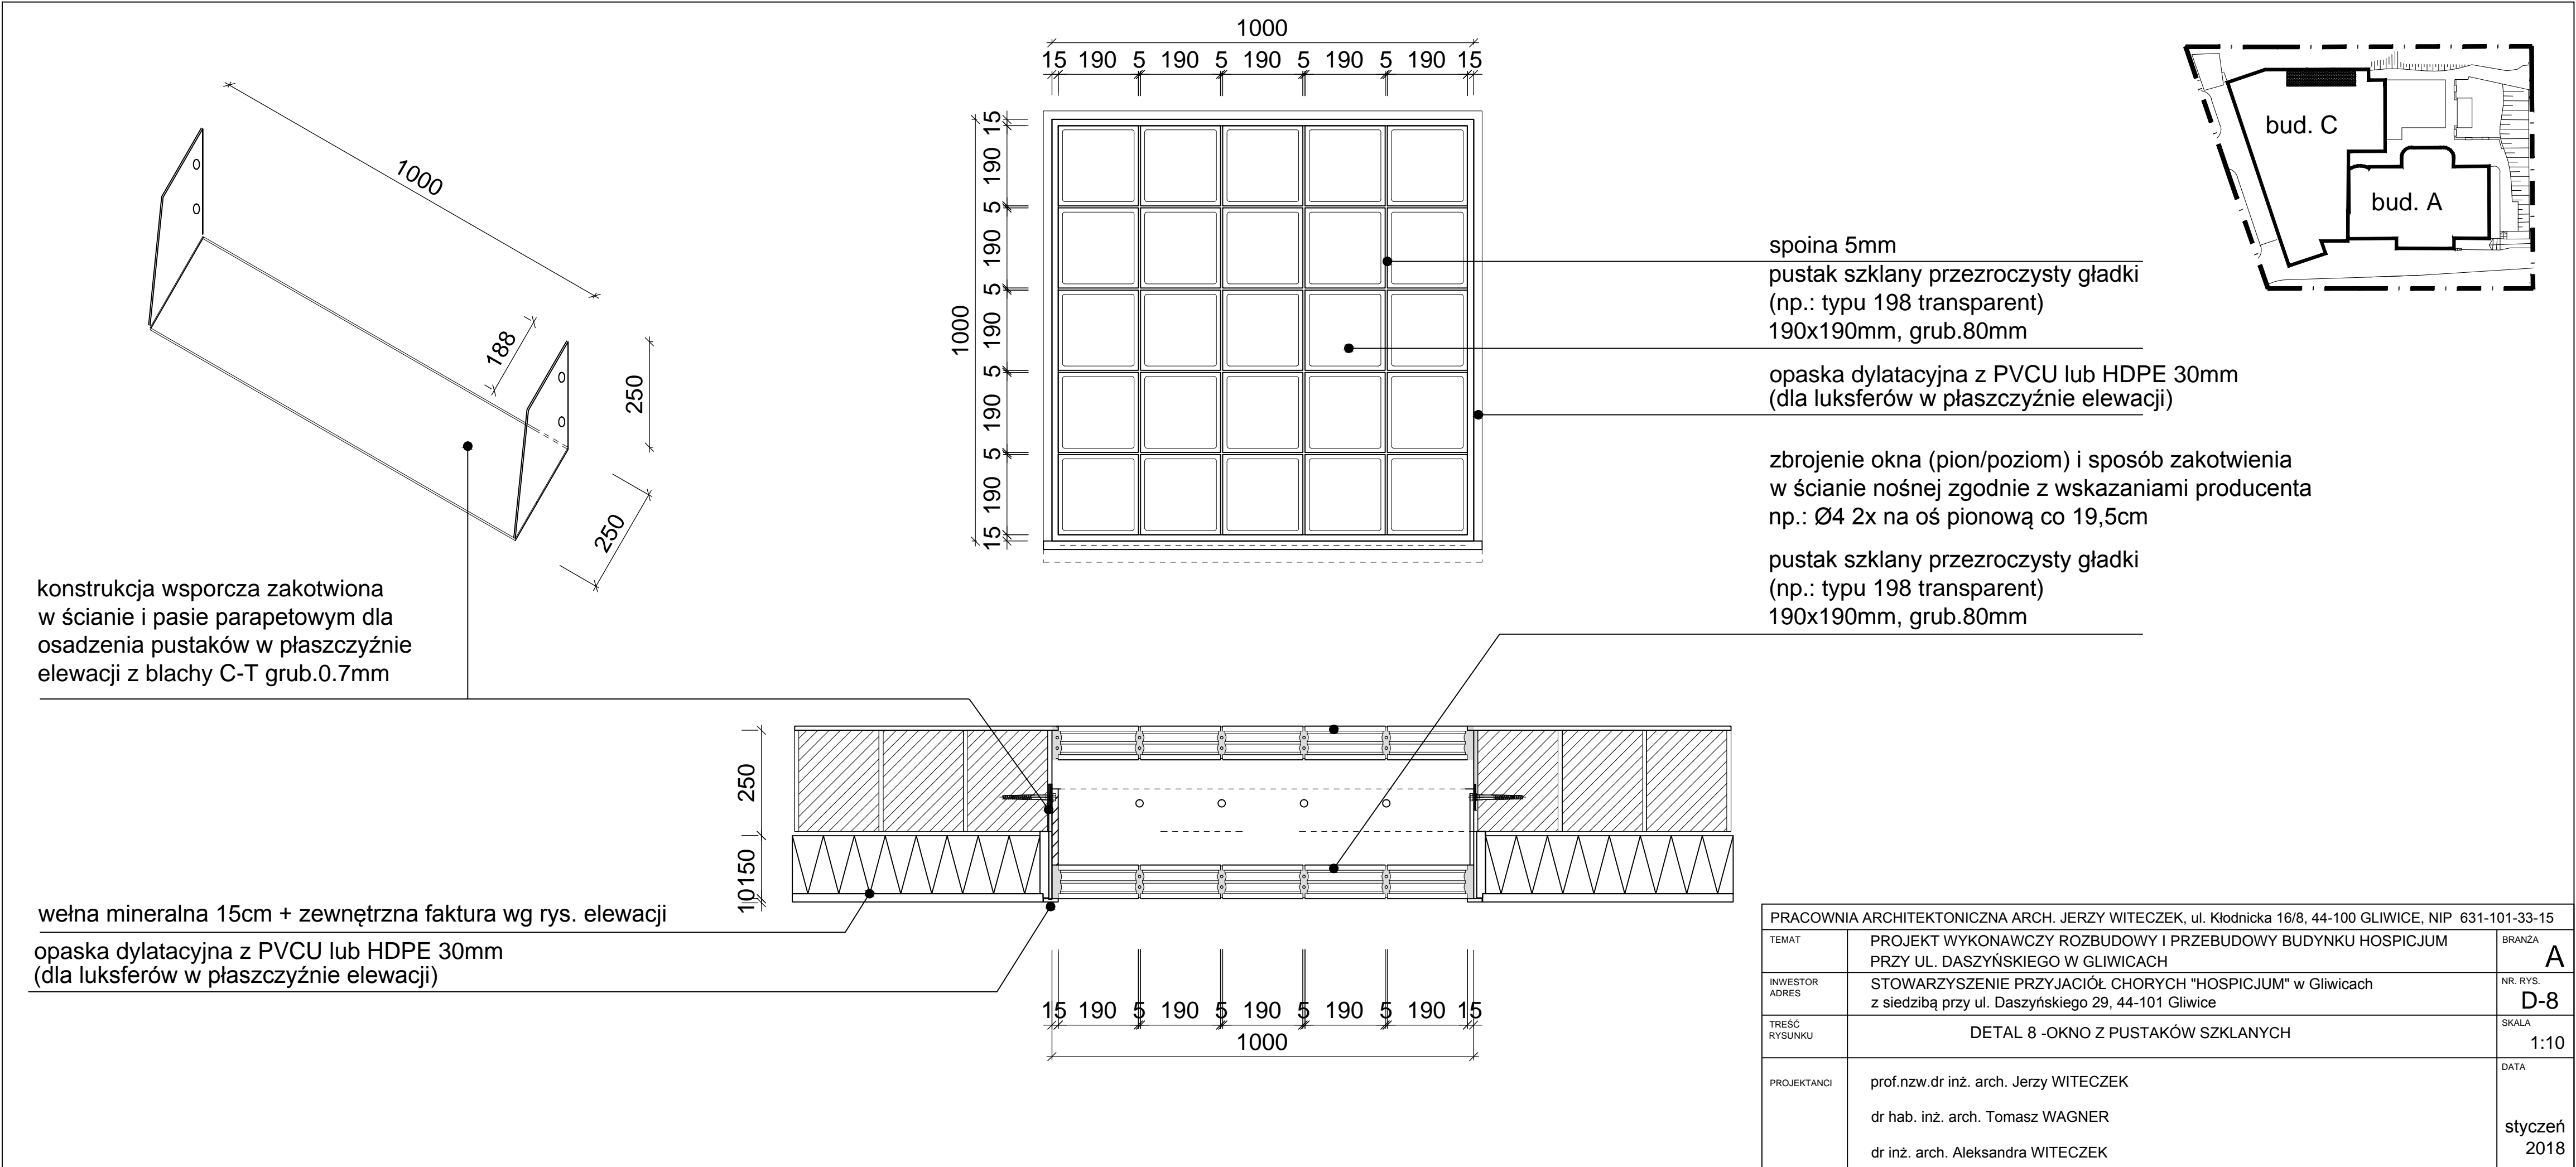 1000
15 190 5 190 5 190 5 190 5 190 15
1000
188
250
250
1000
15
190
5
190
5
190
5
190
5
190
15
bud. C
bud. A
spoina 5mm
pustak szklany przezroczysty gładki
(np.: typu 198 transparent)
190x190mm, grub.80mm
opaska dylatacyjna z PVCU lub HDPE 30mm
(dla luksferów w płaszczyźnie elewacji)
zbrojenie okna (pion/poziom) i sposób zakotwienia
w ścianie nośnej zgodnie z wskazaniami producenta
np.: Ø4 2x na oś pionową co 19,5cm
pustak szklany przezroczysty gładki
(np.: typu 198 transparent)
190x190mm, grub.80mm
konstrukcja wsporcza zakotwiona
w ścianie i pasie parapetowym dla
osadzenia pustaków w płaszczyźnie
elewacji z blachy C-T grub.0.7mm
250
150
10
wełna mineralna 15cm + zewnętrzna faktura wg rys. elewacji
opaska dylatacyjna z PVCU lub HDPE 30mm
(dla luksferów w płaszczyźnie elewacji)
15 190 5 190 5 190 5 190 5 190 15
1000
PRACOWNIA ARCHITEKTONICZNA ARCH. JERZY WITECZEK, ul. Kłodnicka 16/8, 44-100 GLIWICE, NIP 631-101-33-15
TEMAT
PROJEKT WYKONAWCZY ROZBUDOWY I PRZEBUDOWY BUDYNKU HOSPICJUM
PRZY UL. DASZYŃSKIEGO W GLIWICACH
BRANŻA
A
INWESTOR
ADRES
STOWARZYSZENIE PRZYJACIÓŁ CHORYCH "HOSPICJUM" w Gliwicach
z siedzibą przy ul. Daszyńskiego 29, 44-101 Gliwice
NR. RYS.
D-8
TREŚĆ
RYSUNKU
DETAL 8 -OKNO Z PUSTAKÓW SZKLANYCH
SKALA
1:10
PROJEKTANCI
prof.nzw.dr inż. arch. Jerzy WITECZEK
dr hab. inż. arch. Tomasz WAGNER
dr inż. arch. Aleksandra WITECZEK
DATA
styczeń
2018